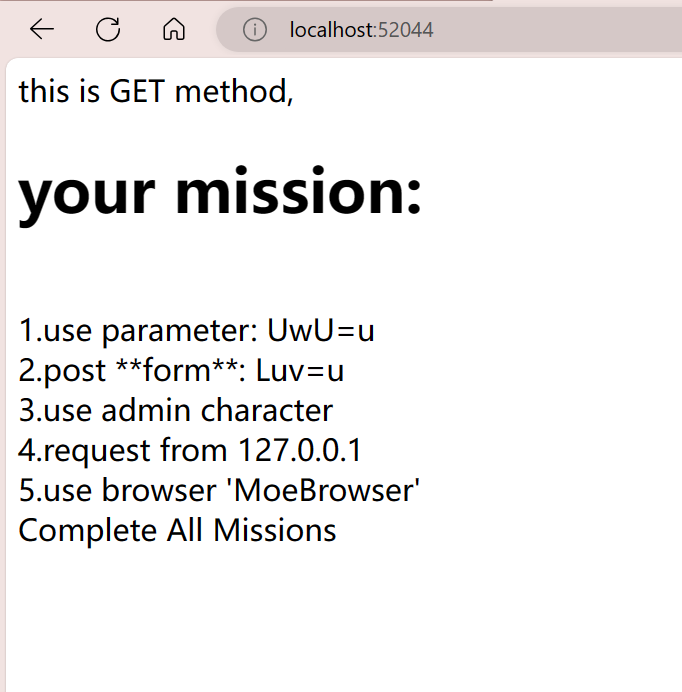 localhost:52044
this is GET method,
your mission:
1.use parameter: UwU=u
2.post **form**: Luv=u
3.use admin character
4.request from 127.0.0.1
5.use browser 'MoeBrowser'
Complete All Missions